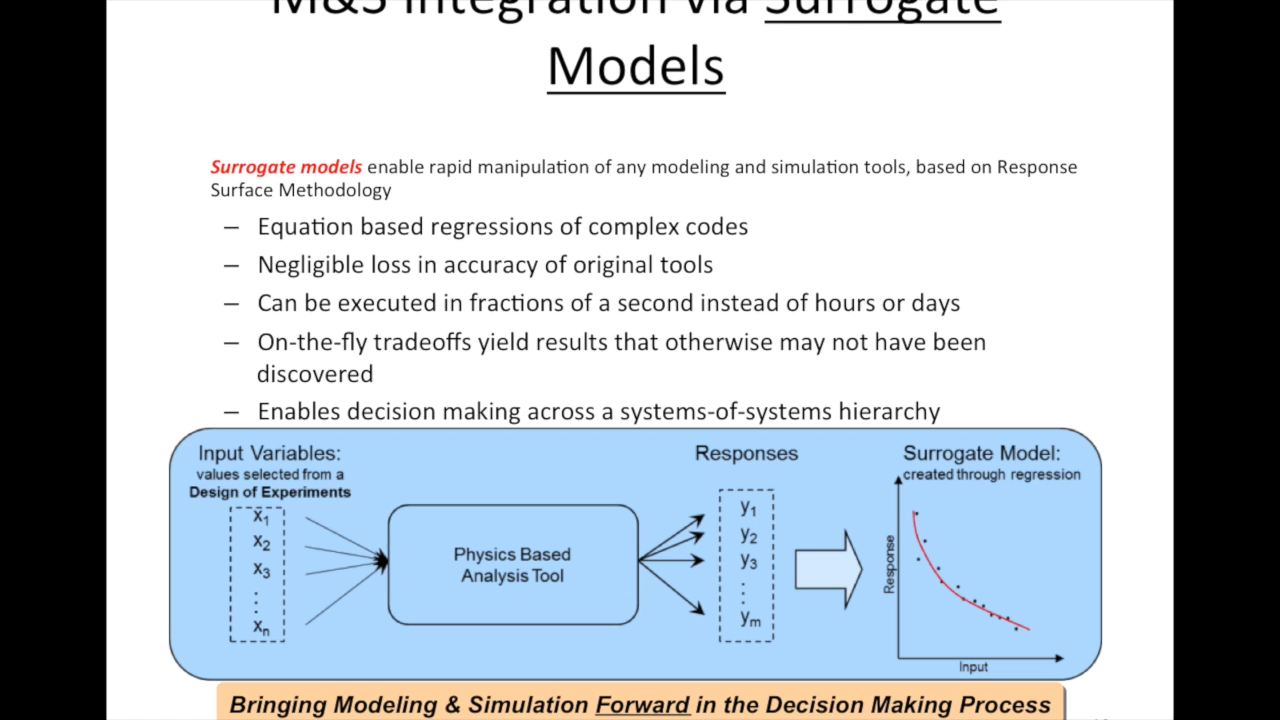 M&S Integration via Surrogate
Models
Surrogate models enable rapid manipulation of any modeling and simulation tools, based on Response
Surface Methodology
– Equation based regressions of complex codes
– Negligible loss in accuracy of original tools
– Can be executed in fractions of a second instead of hours or days
– On-the-fly tradeoffs yield results that otherwise may not have been
discovered
– Enables decision making across a systems-of-systems hierarchy
Input Variables:
values selected from a
Design of Experiments
x1
x2
x3
xn
Physics Based
Analysis Tool
Responses
y1
y2
y3
ym
Surrogate Model:
created through regression
Response
Input
Bringing Modeling & Simulation Forward in the Decision Making Process